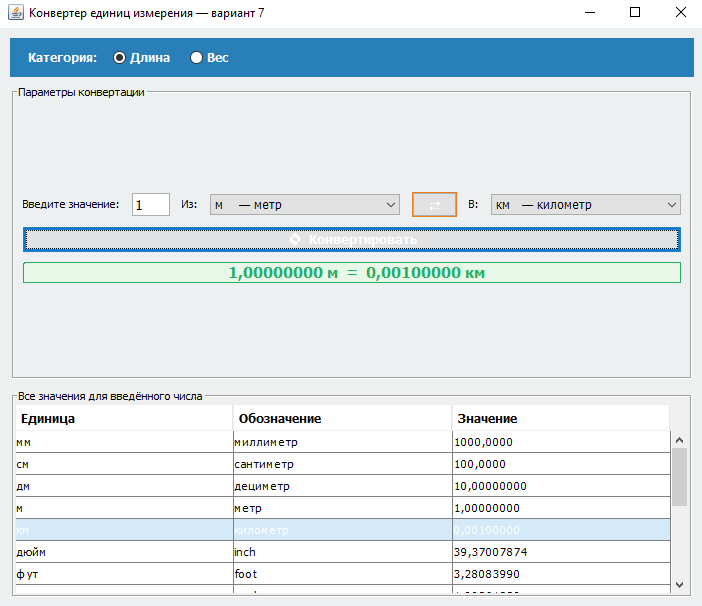 Конвертер единиц измерения — вариант 7
Категория: Длина Вес
Параметры конвертации
Введите значение: 1 Из: м — метр ⇄ В: км — километр
Конвертировать
1,00000000 м = 0,00100000 км
Все значения для введённого числа
Единица Обозначение Значение
мм миллиметр 1000,0000
см сантиметр 100,0000
дм дециметр 10,00000000
м метр 1,00000000
км километр 0,00100000
дюйм inch 39,37007874
фут foot 3,28083990